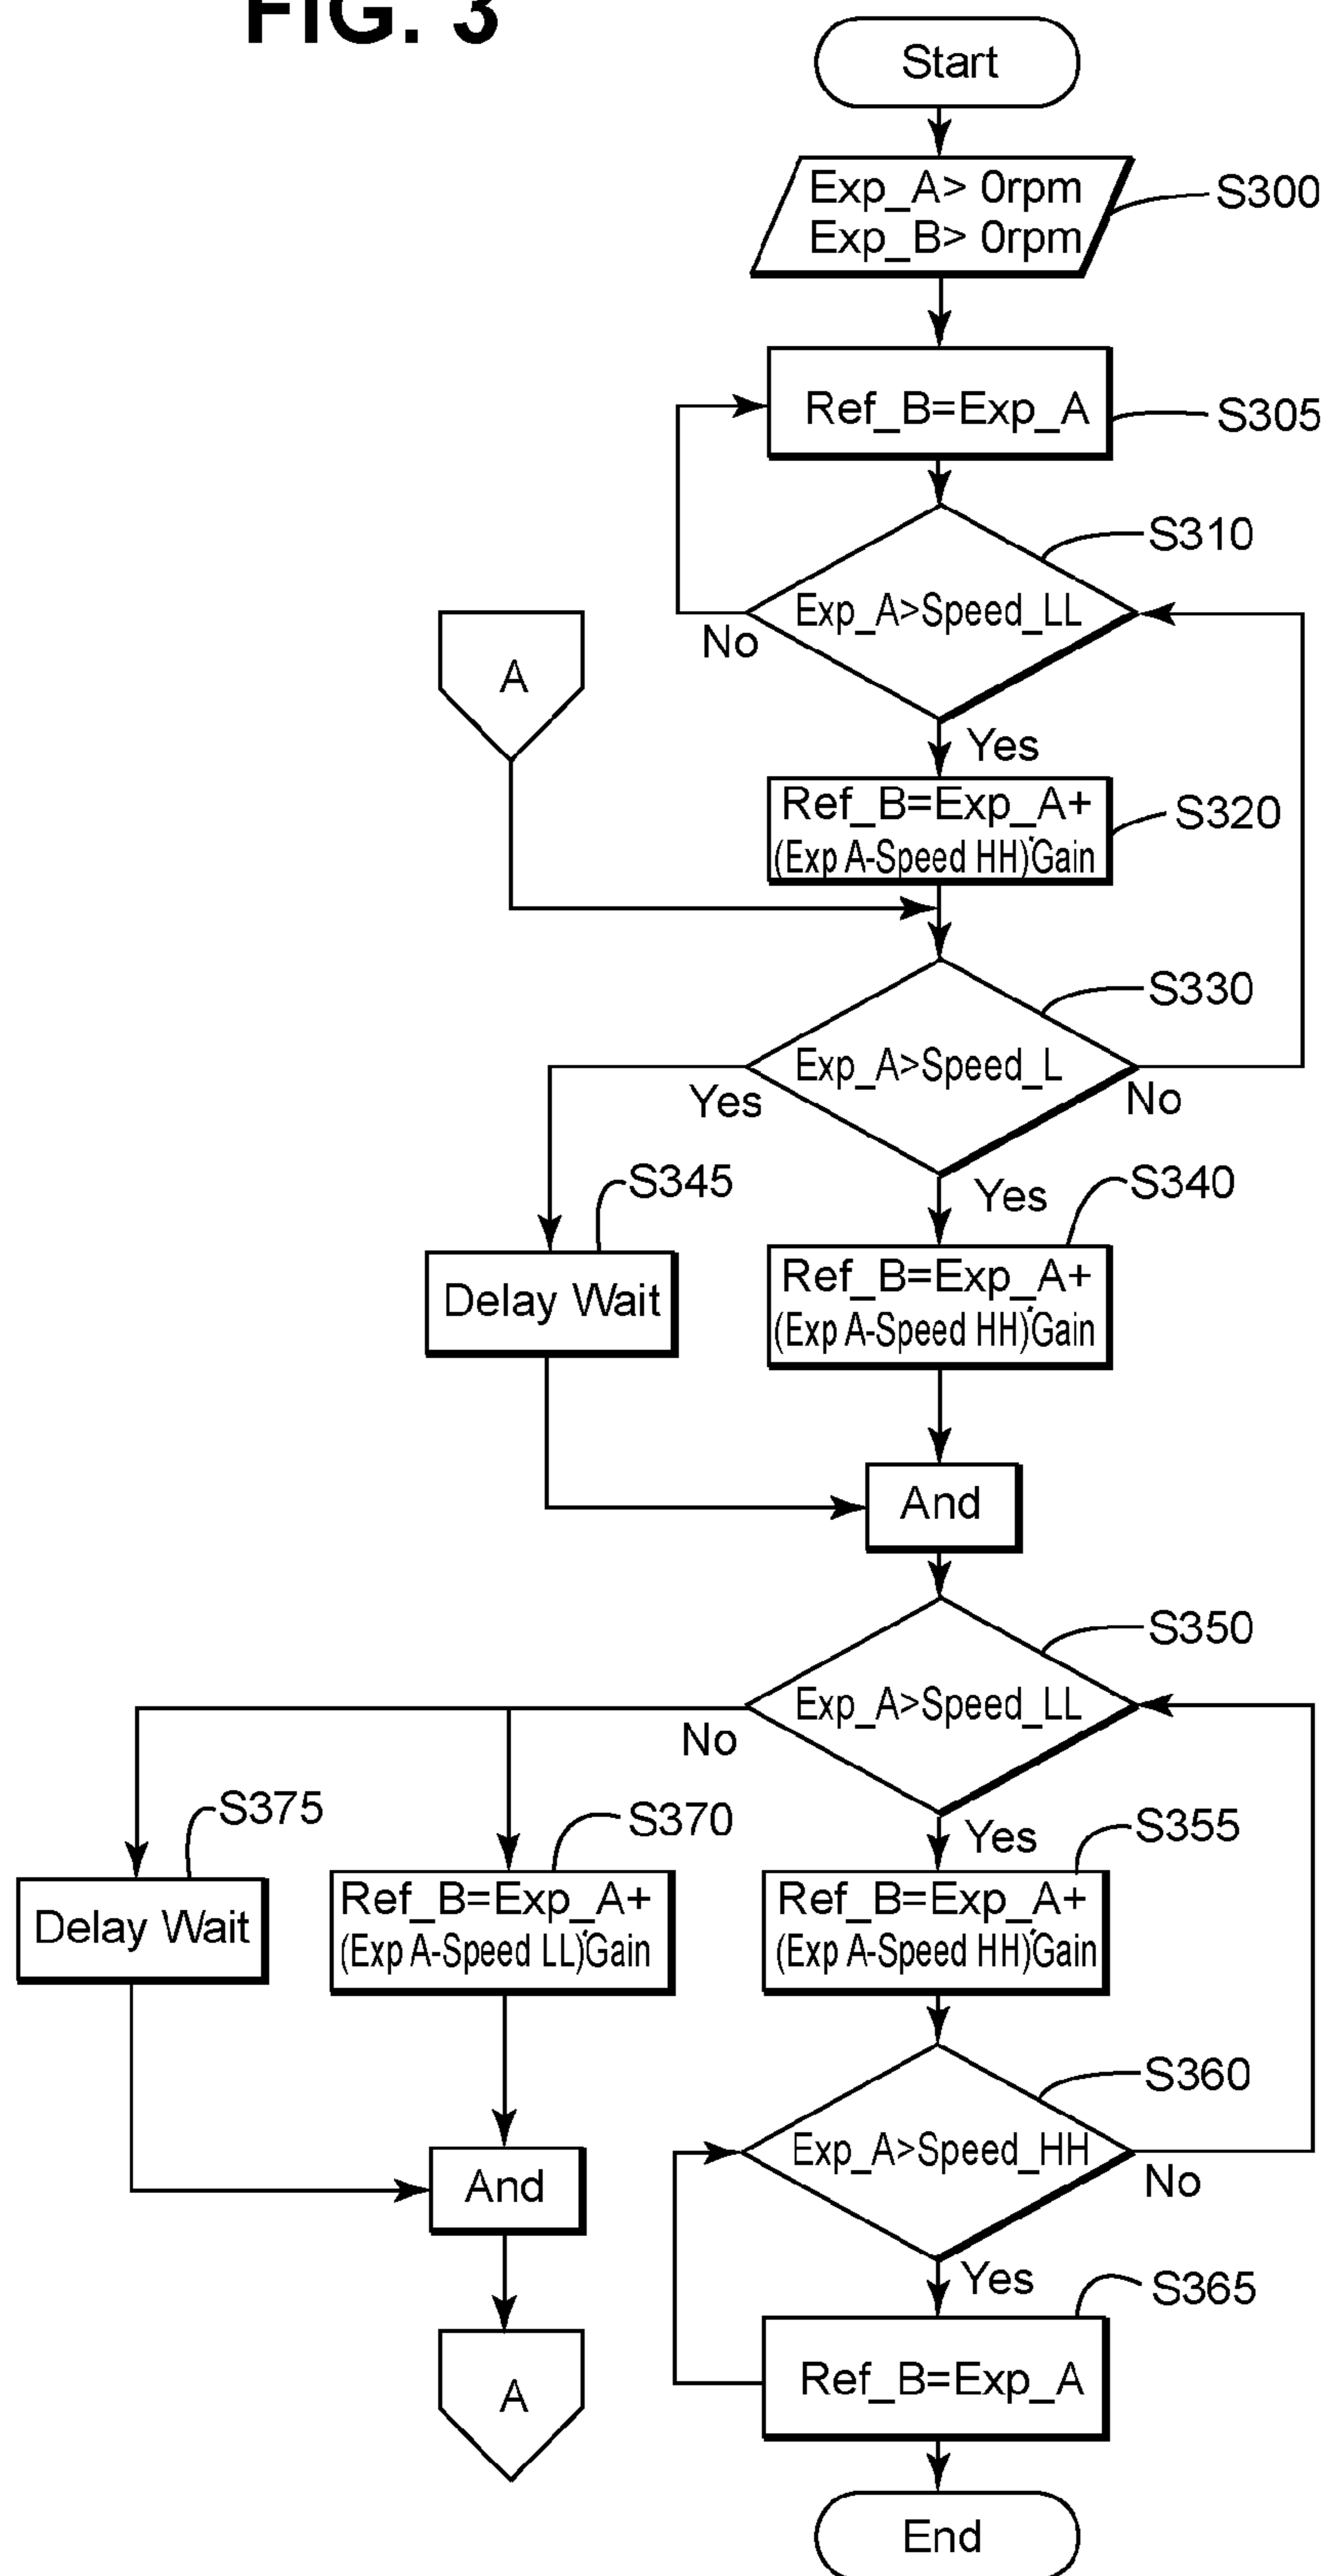 FIG. 3
Start
Exp_A> 0rpm
Exp_B> 0rpm
S300
Ref_B=Exp_A
S305
S310
Exp_A>Speed_LL
No
A
Yes
Ref_B=Exp_A+
(Exp A-Speed HH)*Gain
S320
S330
Exp_A>Speed_L
Yes
No
S345
Yes
S340
Delay Wait
Ref_B=Exp_A+
(Exp A-Speed HH)*Gain
And
S350
Exp_A>Speed_LL
No
S375
S370
Yes
S355
Delay Wait
Ref_B=Exp_A+
(Exp A-Speed LL)*Gain
Ref_B=Exp_A+
(Exp A-Speed HH)*Gain
S360
Exp_A>Speed_HH
No
And
Yes
S365
A
Ref_B=Exp_A
End